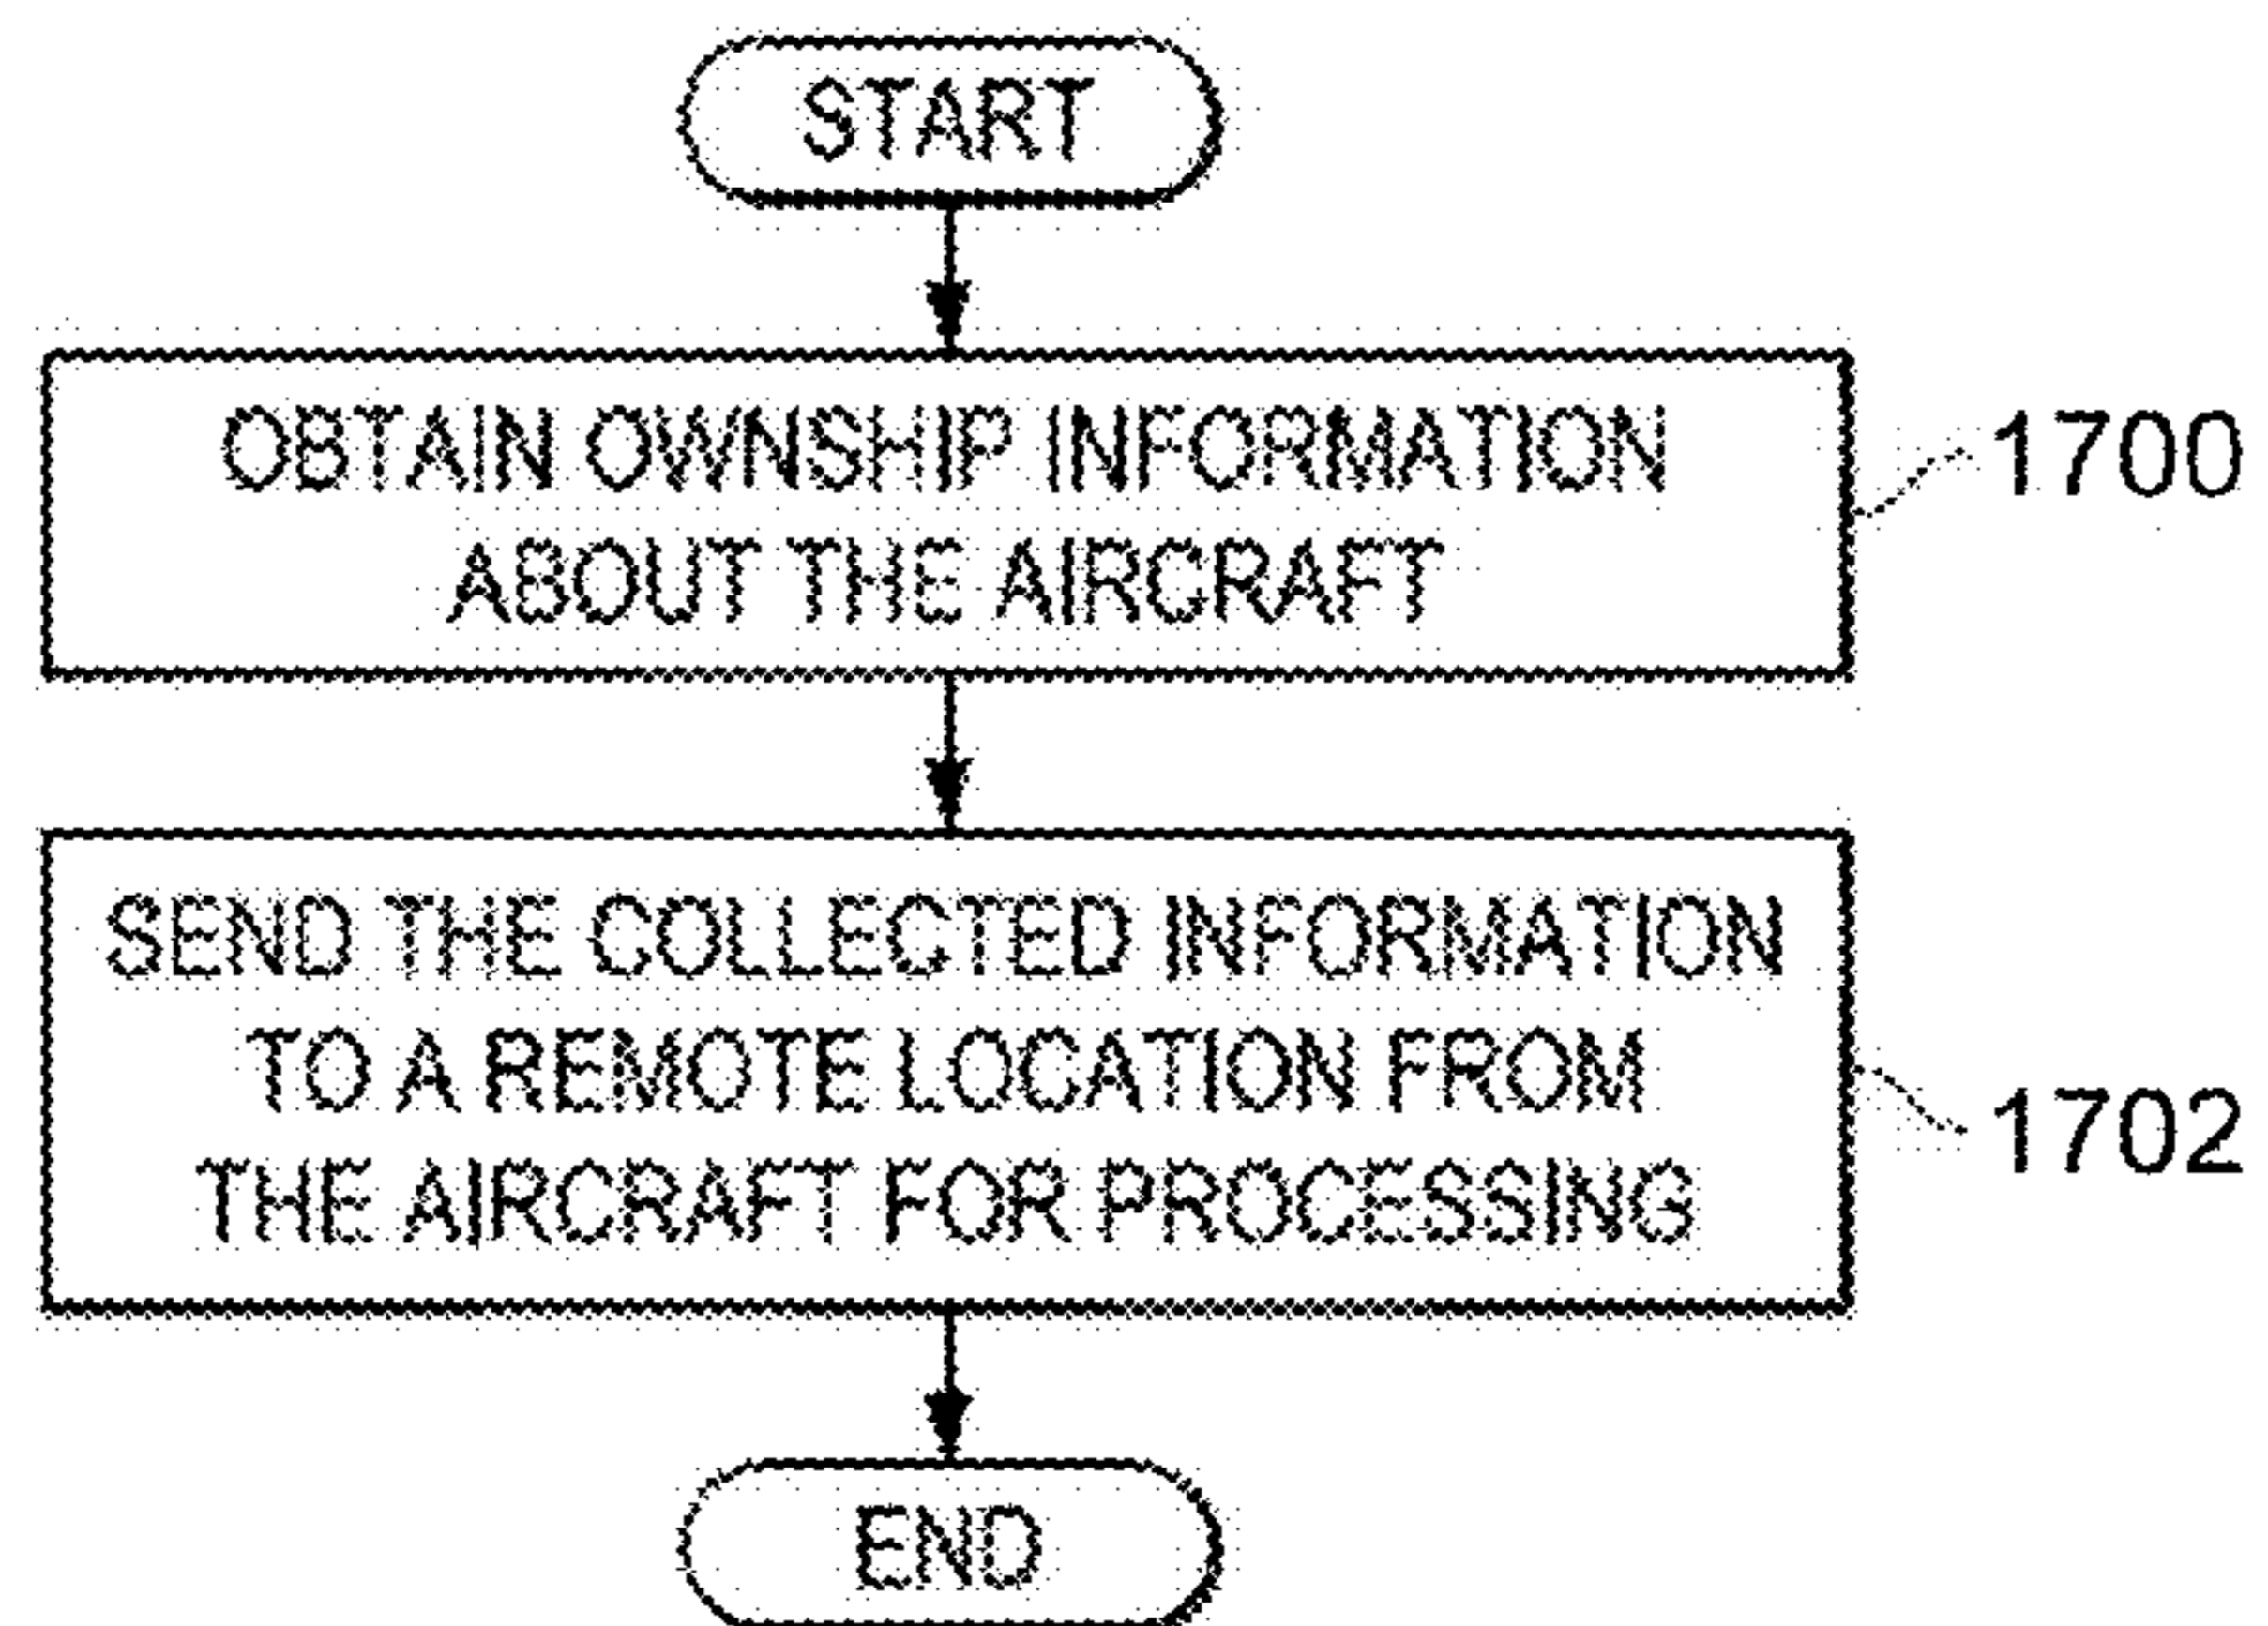 START
OBTAIN OWNSHIP INFORMATION
ABOUT THE AIRCRAFT
1700
SEND THE COLLECTED INFORMATION
TO A REMOTE LOCATION FROM
THE AIRCRAFT FOR PROCESSING
1702
END